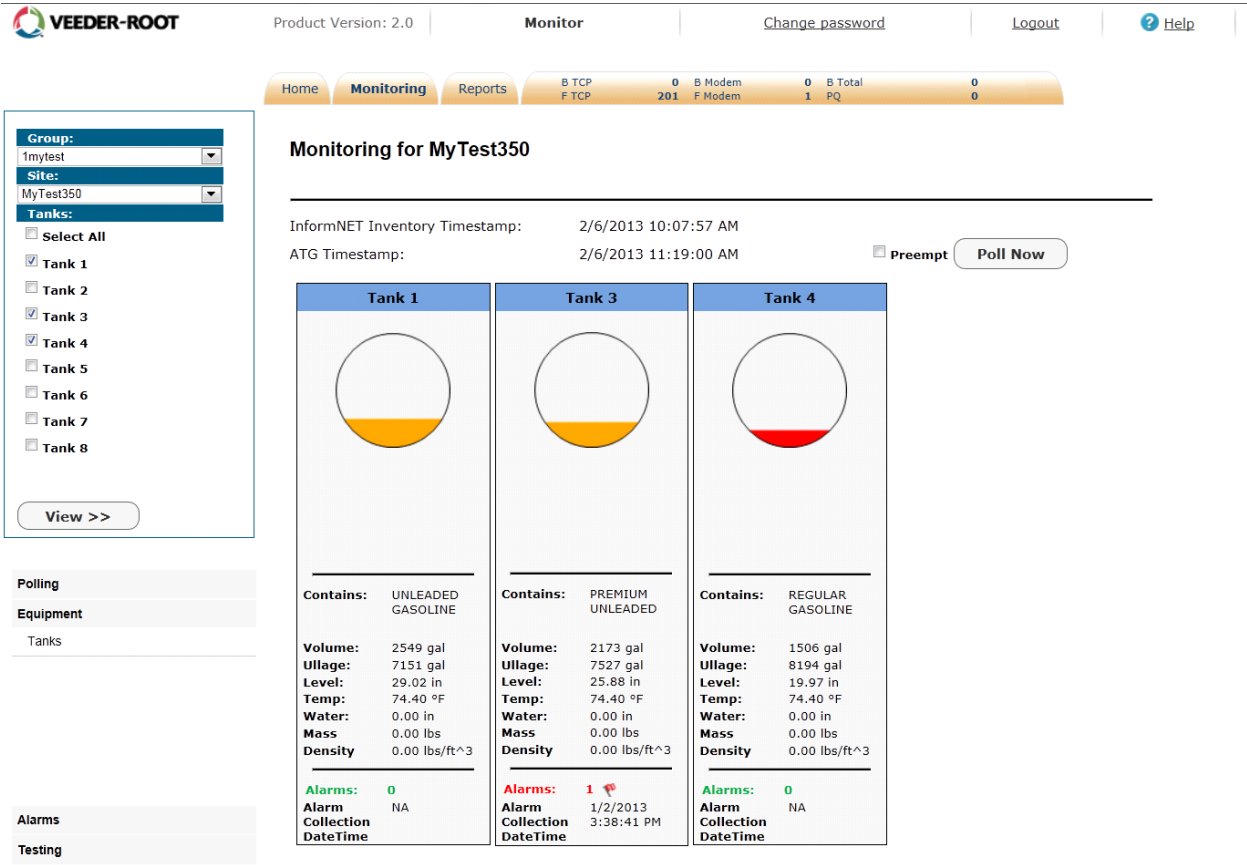 VEEDER-ROOT
Product Version: 2.0
Monitor
Change password
Logout
? Help
Home
Monitoring
Reports
B TCP 0 B Modem 0 B Total 0
F TCP 201 F Modem 1 PQ 0
Group:
1mytest
Site:
MyTest350
Tanks:
Select All
Tank 1
Tank 2
Tank 3
Tank 4
Tank 5
Tank 6
Tank 7
Tank 8
View >>
Polling
Equipment
Tanks
Alarms
Testing
Monitoring for MyTest350
InformNET Inventory Timestamp: 2/6/2013 10:07:57 AM
ATG Timestamp: 2/6/2013 11:19:00 AM
Preempt
Poll Now
Tank 1
Contains: UNLEADED
GASOLINE
Volume: 2549 gal
Ullage: 7151 gal
Level: 29.02 in
Temp: 74.40 °F
Water: 0.00 in
Mass 0.00 lbs
Density 0.00 lbs/ft^3
Alarms: 0
Alarm NA
Collection
DateTime
Tank 3
Contains: PREMIUM
UNLEADED
Volume: 2173 gal
Ullage: 7527 gal
Level: 25.88 in
Temp: 74.40 °F
Water: 0.00 in
Mass 0.00 lbs
Density 0.00 lbs/ft^3
Alarms: 1
Alarm 1/2/2013
Collection 3:38:41 PM
DateTime
Tank 4
Contains: REGULAR
GASOLINE
Volume: 1506 gal
Ullage: 8194 gal
Level: 19.97 in
Temp: 74.40 °F
Water: 0.00 in
Mass 0.00 lbs
Density 0.00 lbs/ft^3
Alarms: 0
Alarm NA
Collection
DateTime